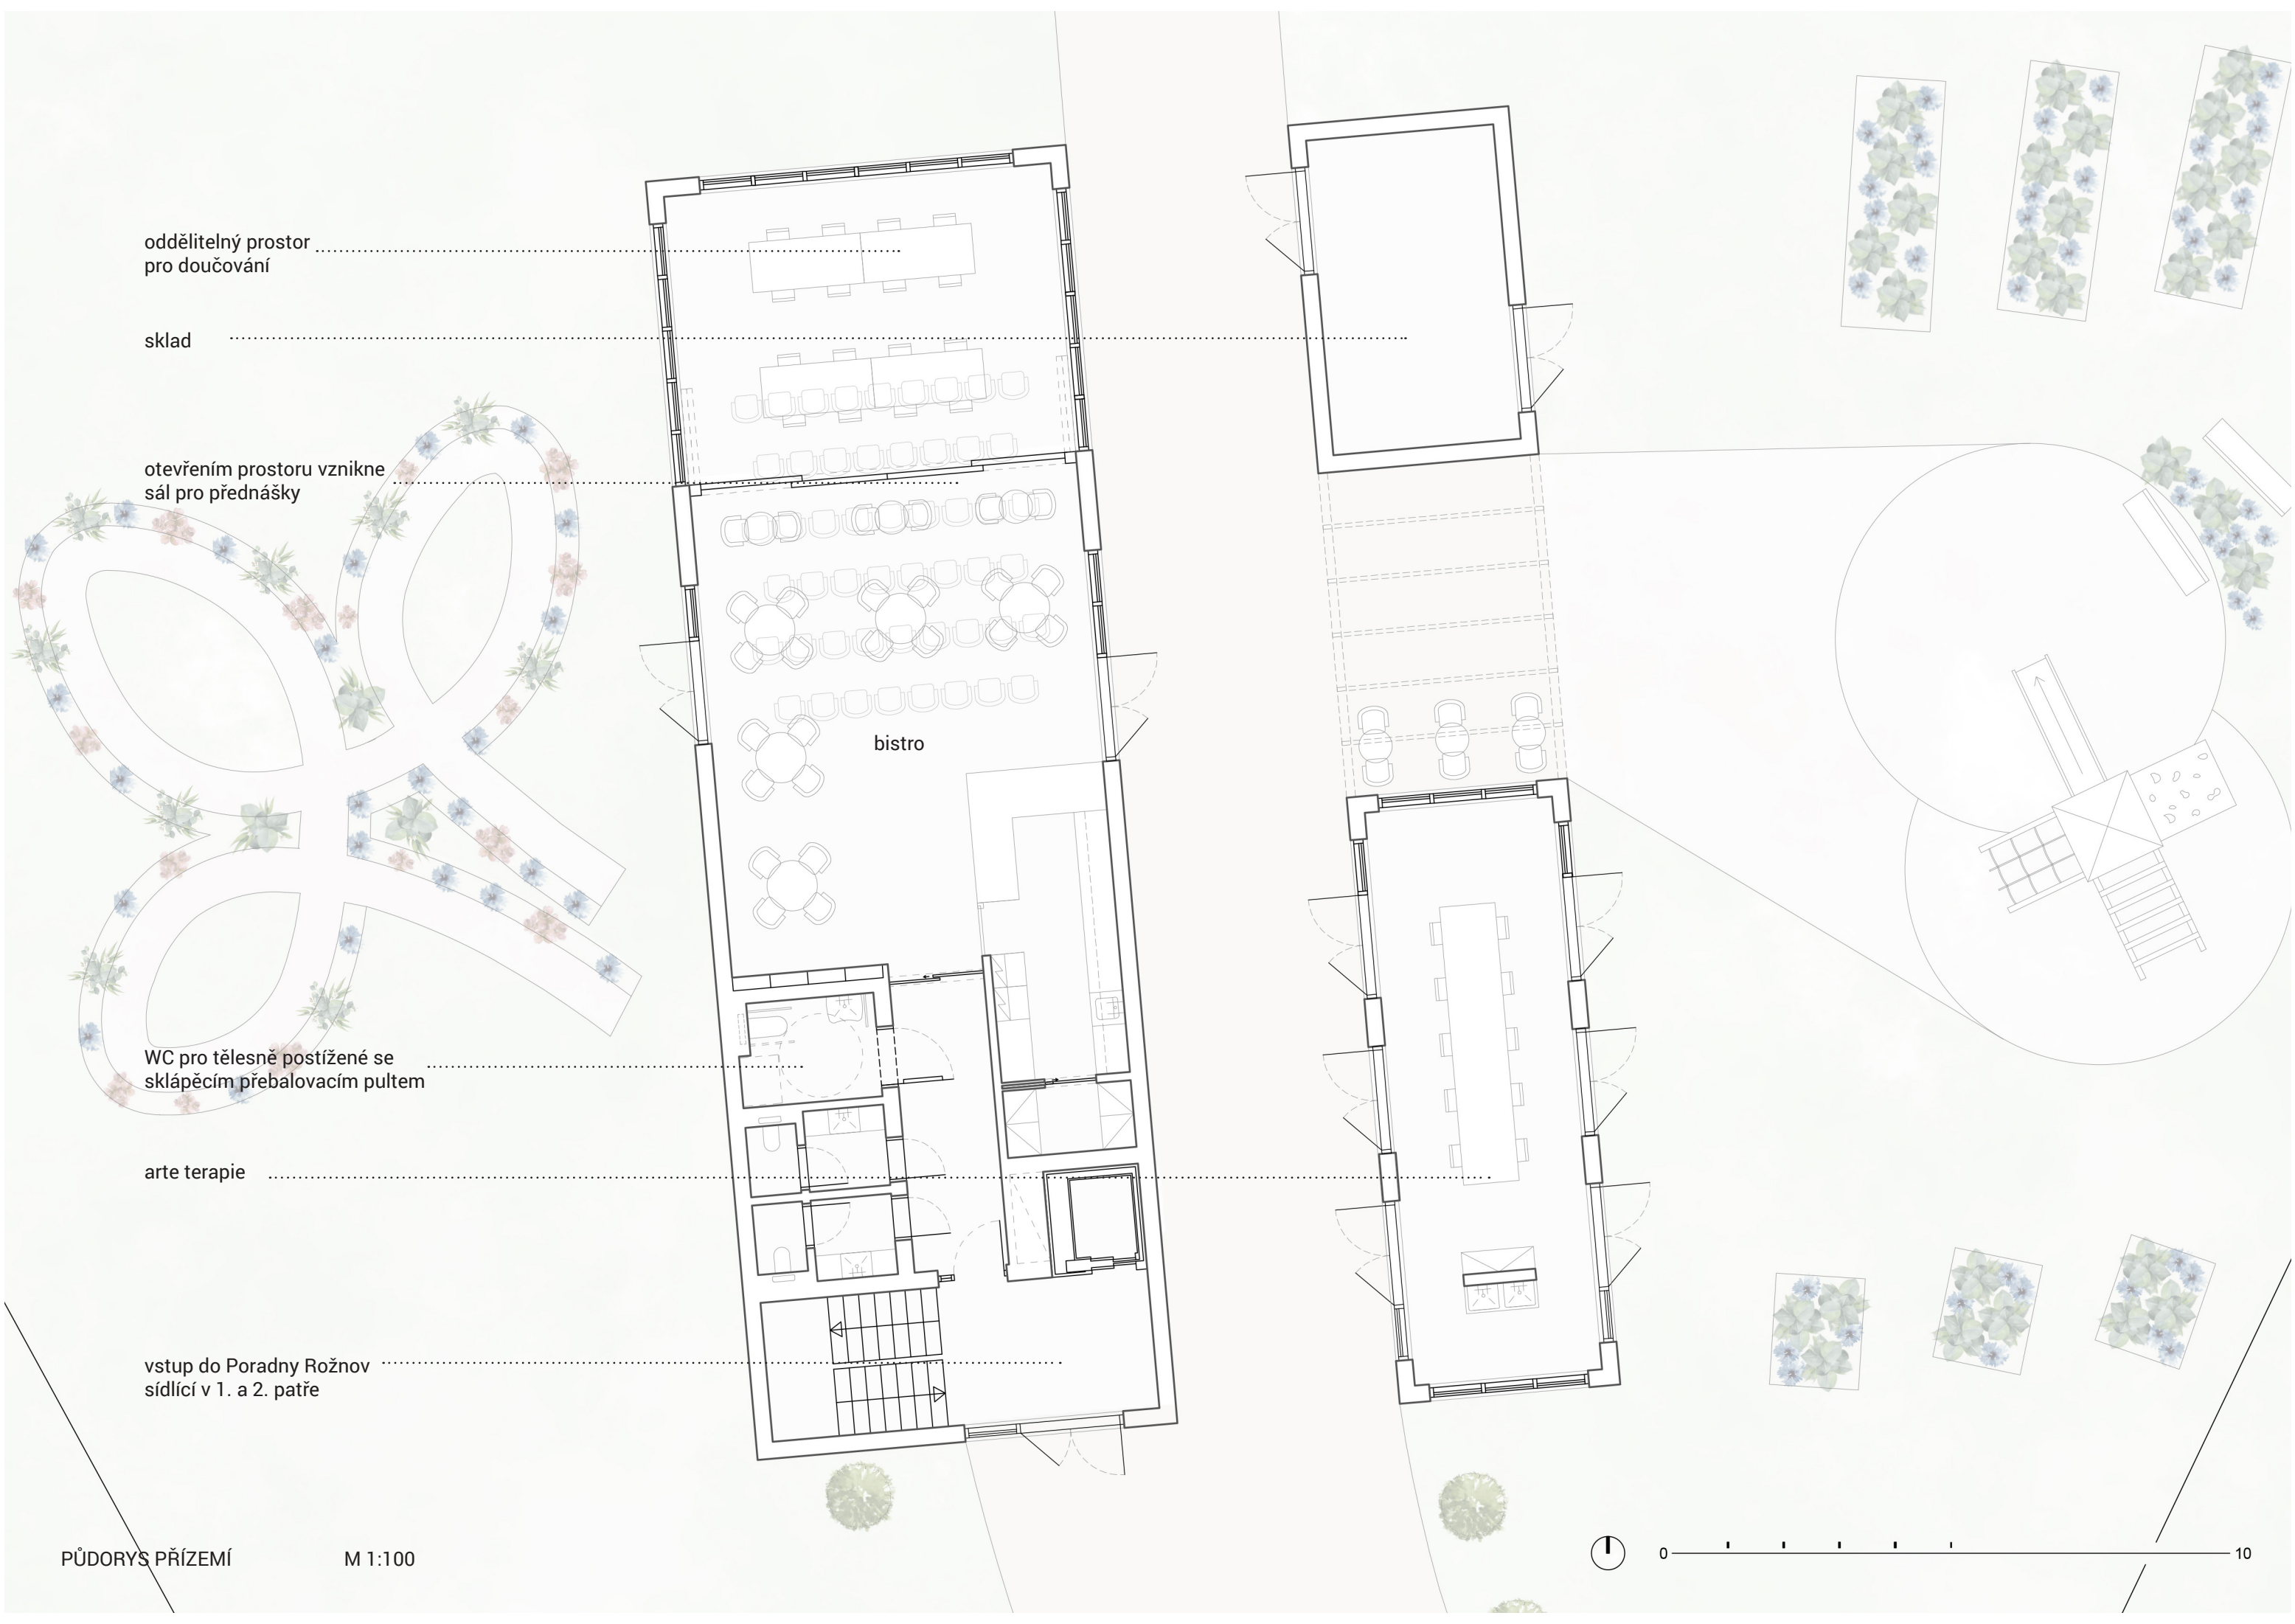 oddělitelný prostor
pro doučování
sklad
otevřením prostoru vznikne
sál pro přednášky
bistro
WC pro tělesně postížené se
sklápěcím přebalovacím pultem
arte terapie
vstup do Poradny Rožnov
sídlící v 1. a 2. patře
PŮDORYS PŘÍZEMÍ M 1:100
0 10